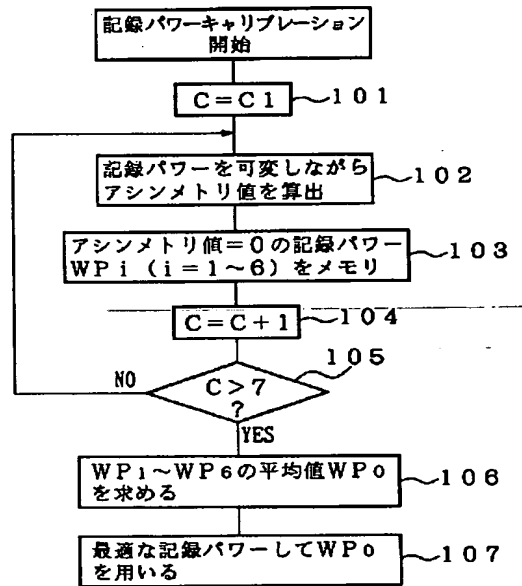 記録パワーキャリブレーション
開始
C=C1
101
記録パワーを可変しながら
アシンメトリ値を算出
102
アシンメトリ値=0の記録パワー
WPi (i=1~6)をメモリ
103
C=C+1
104
105
NO
C>7
?
YES
WP1~WP6の平均値WPo
を求める
106
最適な記録パワーしてWPo
を用いる
107